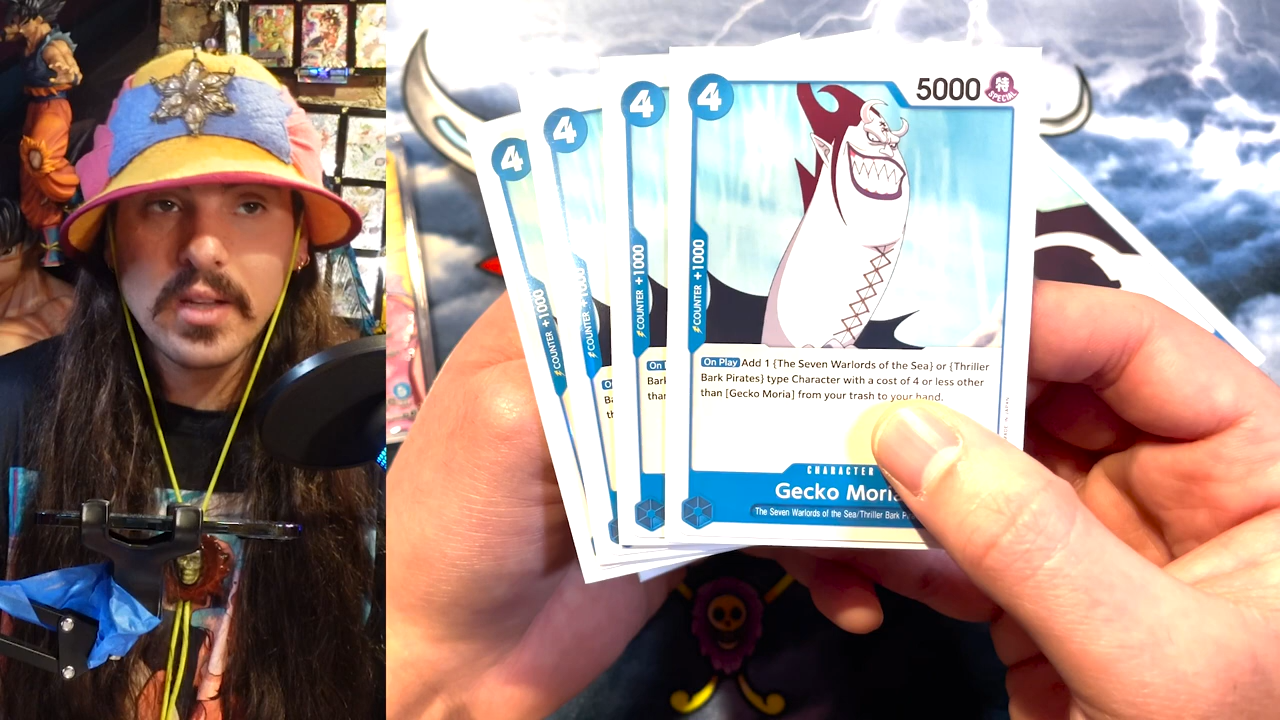 4
4
4
4
5000
特
SPECIAL
COUNTER +1000
COUNTER +1000
COUNTER +1000
COUNTER +1000
On Play Add 1 {The Seven Warlords of the Sea} or {Thriller
Bark Pirates} type Character with a cost of 4 or less other
than [Gecko Moria] from your trash to your hand.
CHARACTER
Gecko Moria
The Seven Warlords of the Sea/Thriller Bark